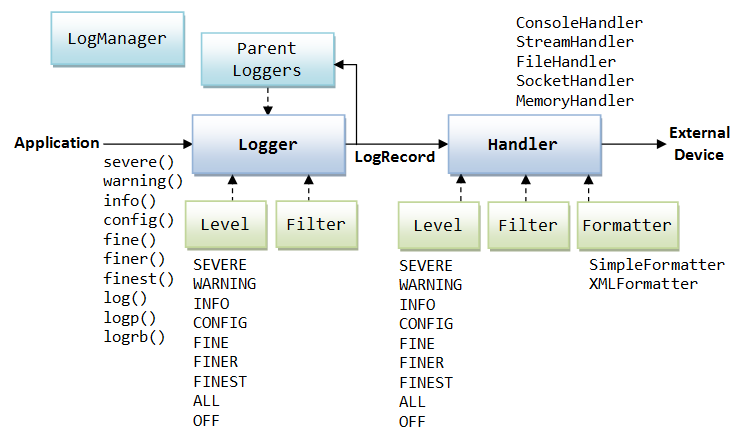 LogManager
Parent
Loggers
ConsoleHandler
StreamHandler
FileHandler
SocketHandler
MemoryHandler
Application
Logger
LogRecord
Handler
External
Device
severe()
warning()
info()
config()
fine()
finer()
finest()
log()
logp()
logrb()
Level
Filter
SEVERE
WARNING
INFO
CONFIG
FINE
FINER
FINEST
ALL
OFF
Level
Filter
Formatter
SEVERE
WARNING
INFO
CONFIG
FINE
FINER
FINEST
ALL
OFF
SimpleFormatter
XMLFormatter